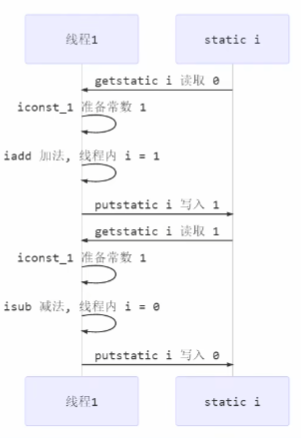 线程1 static i
getstatic i 读取 0
iconst_1 准备常数 1
iadd 加法, 线程内 i = 1
putstatic i 写入 1
getstatic i 读取 1
iconst_1 准备常数 1
isub 减法, 线程内 i = 0
putstatic i 写入 0
线程1 static i